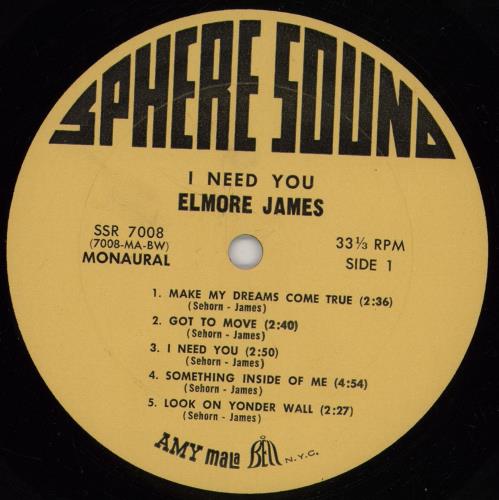 SPHERE SOUND
I NEED YOU
ELMORE JAMES
SSR 7008
(7008-MA-BW)
MONAURAL
33⅓ RPM
SIDE 1
1. MAKE MY DREAMS COME TRUE (2:36)
(Sehorn - James)
2. GOT TO MOVE (2:40)
(Sehorn - James)
3. I NEED YOU (2:50)
(Sehorn - James)
4. SOMETHING INSIDE OF ME (4:54)
(Sehorn - James)
5. LOOK ON YONDER WALL (2:27)
(Sehorn - James)
AMY mala BELL N.Y.C.